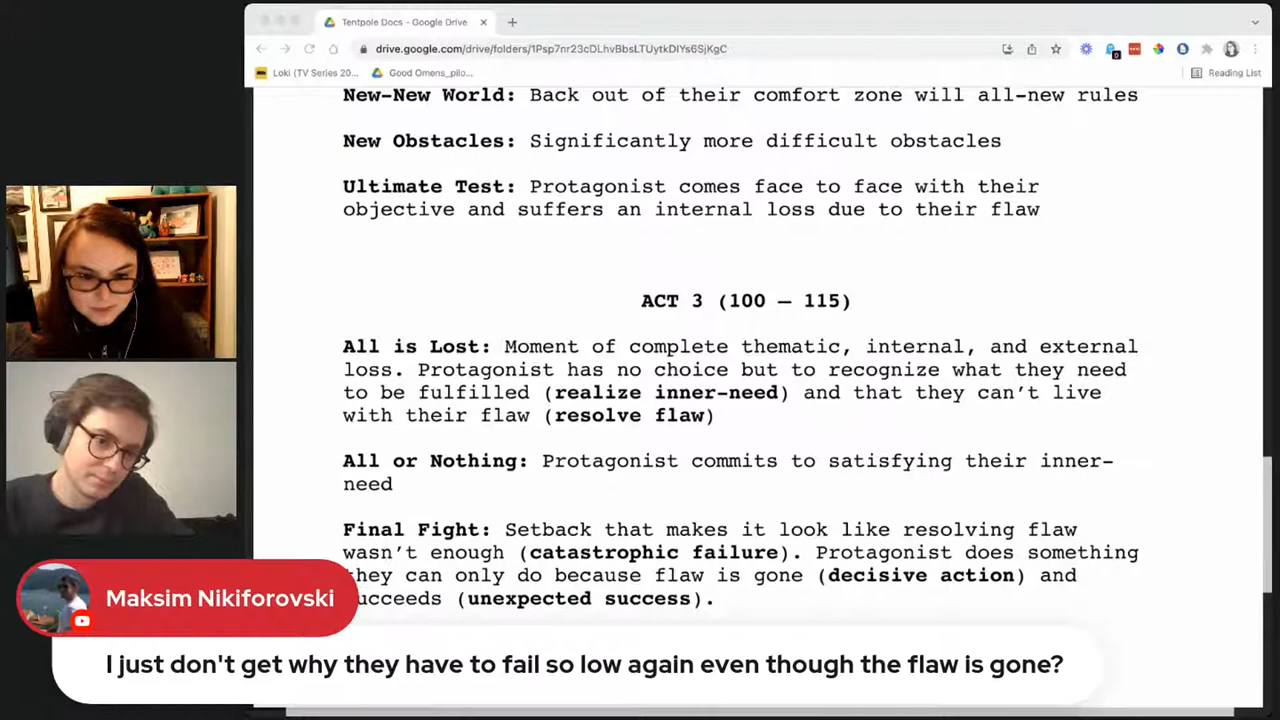 Tentpole Docs - Google Drive
drive.google.com/drive/folders/1Psp7nr23cDLhvBbsLTUytkDlYs6SjKgC
Loki (TV Series 20...
Good Omens_pilo...
Reading List
New-New World: Back out of their comfort zone will all-new rules
New Obstacles: Significantly more difficult obstacles
Ultimate Test: Protagonist comes face to face with their
objective and suffers an internal loss due to their flaw
ACT 3 (100 – 115)
All is Lost: Moment of complete thematic, internal, and external
loss. Protagonist has no choice but to recognize what they need
to be fulfilled (realize inner-need) and that they can't live
with their flaw (resolve flaw)
All or Nothing: Protagonist commits to satisfying their inner-
need
Final Fight: Setback that makes it look like resolving flaw
wasn't enough (catastrophic failure). Protagonist does something
they can only do because flaw is gone (decisive action) and
ucceeds (unexpected success).
Maksim Nikiforovski
I just don't get why they have to fail so low again even though the flaw is gone?